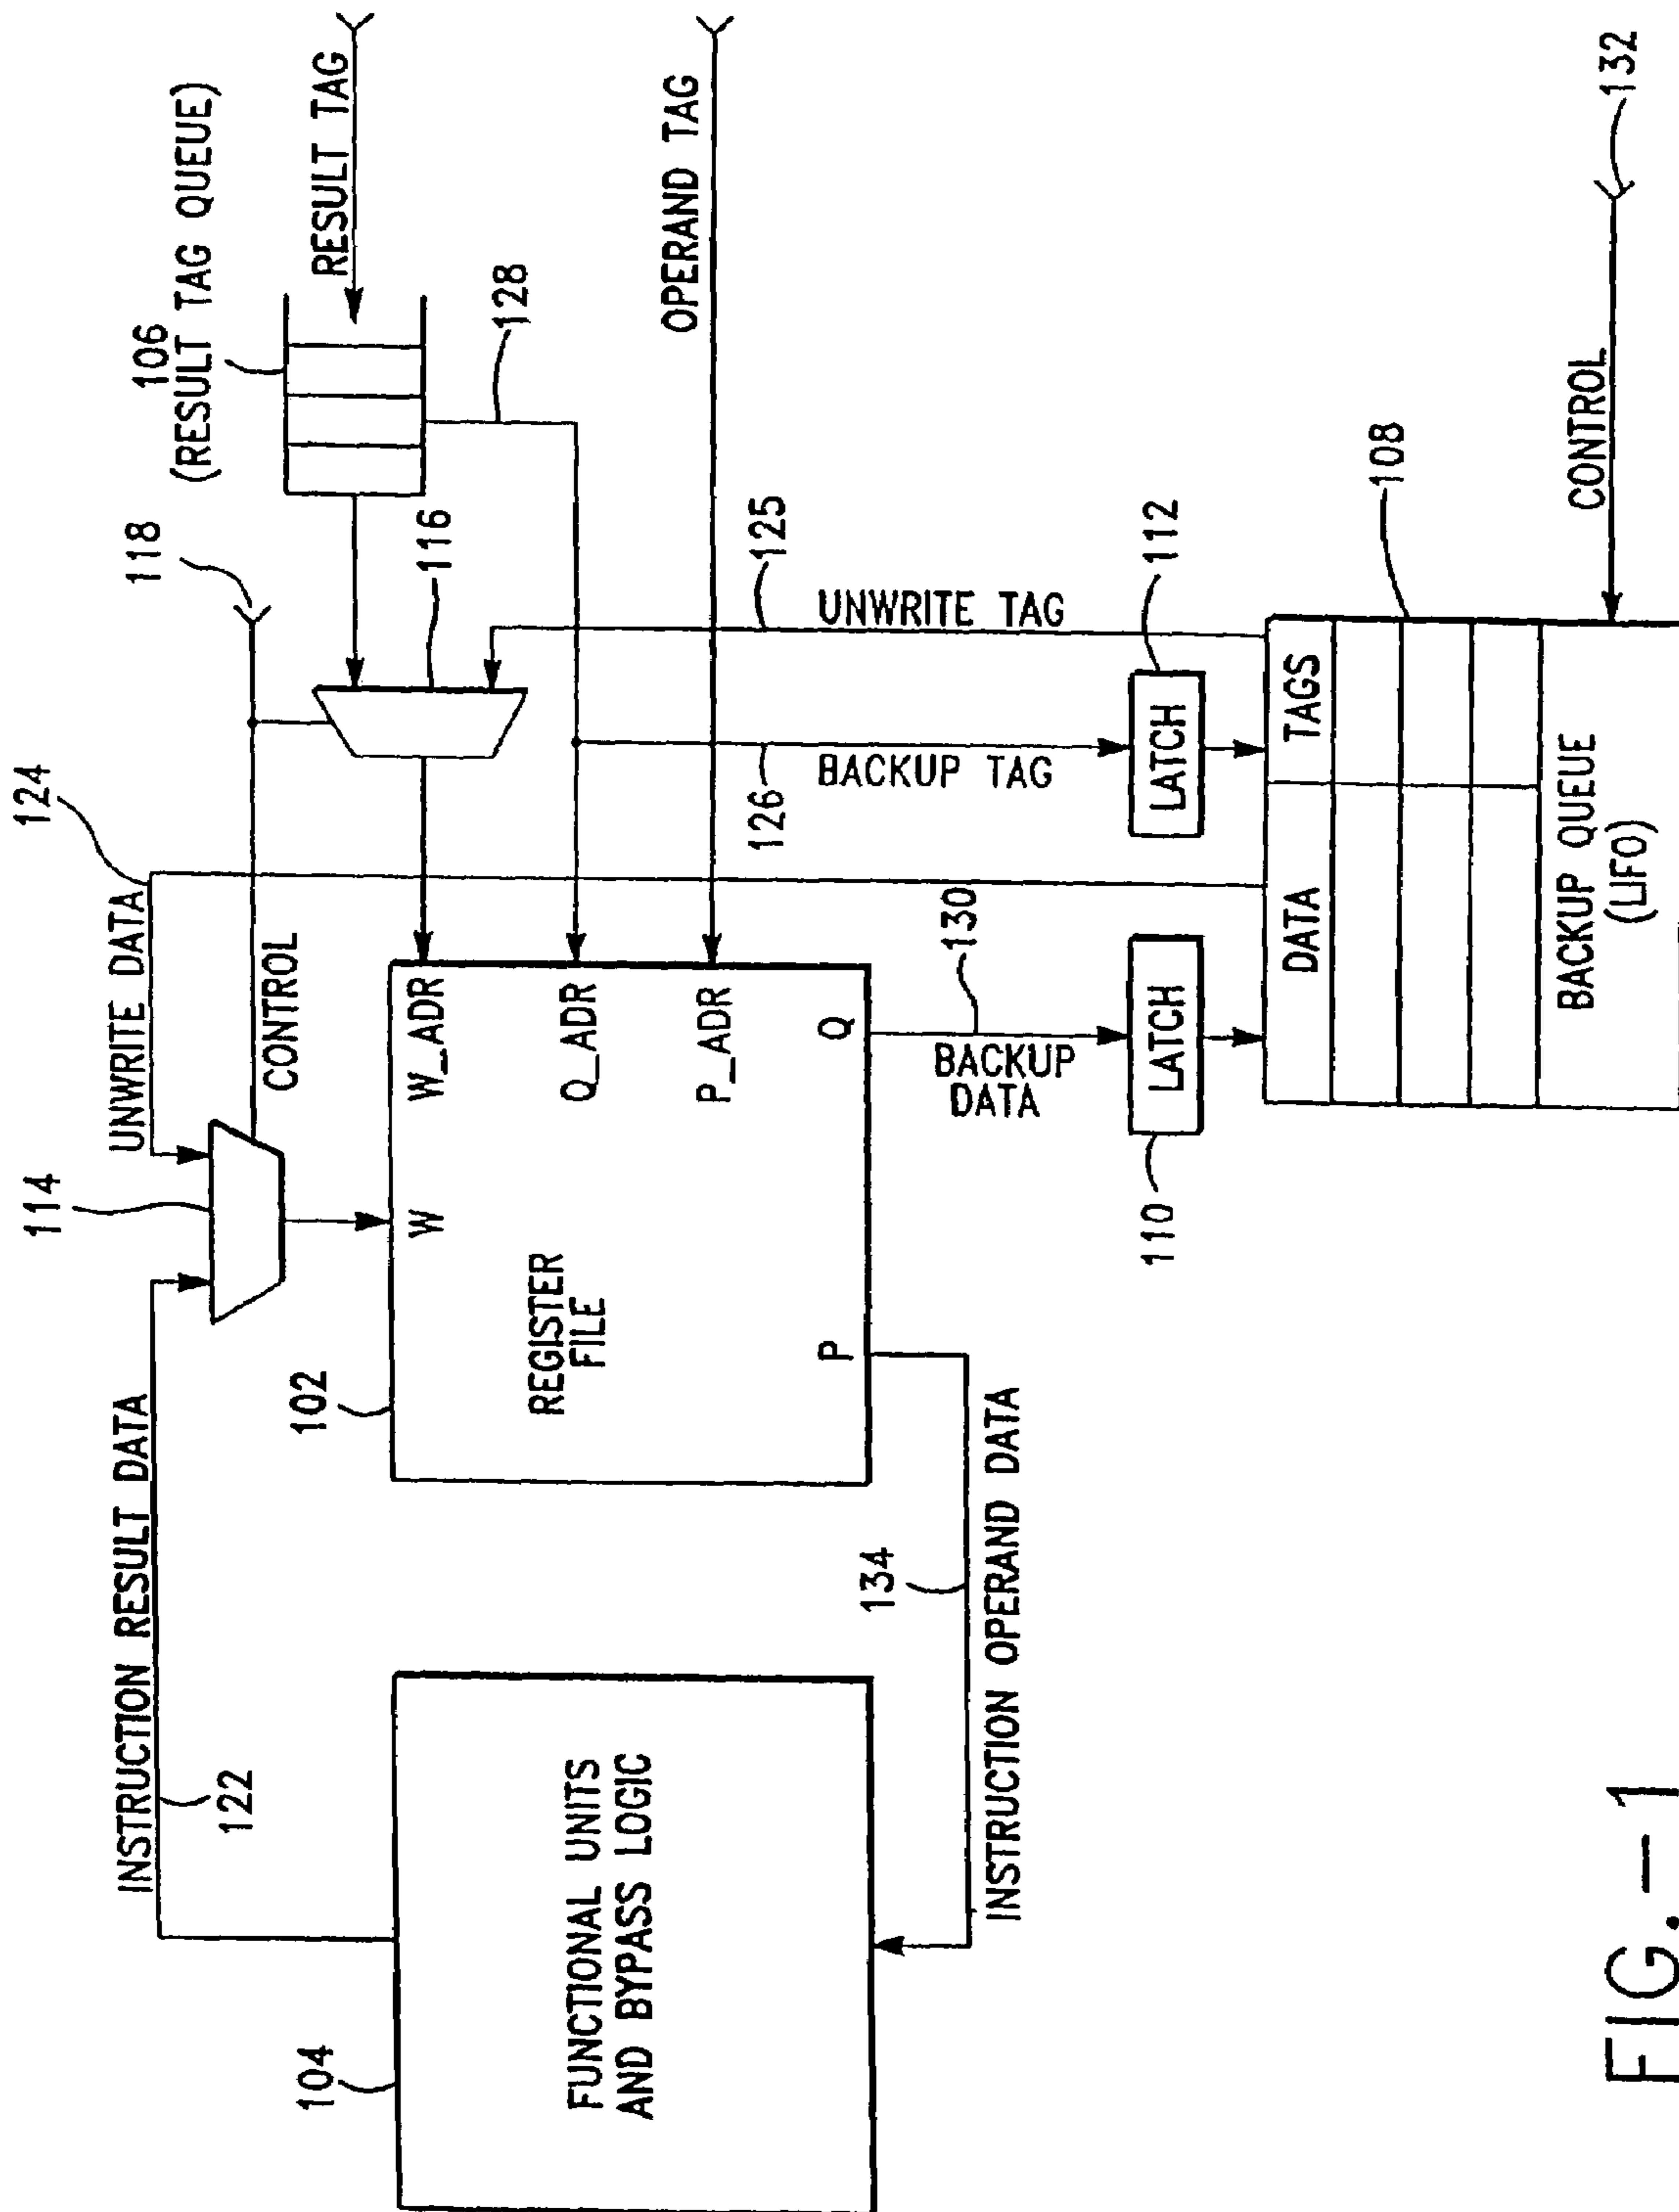 124
UNWRITE DATA
118
106
(RESULT TAG QUEUE)
RESULT TAG
114
CONTROL
INSTRUCTION RESULT DATA
122
116
128
102
W
W_ADR
Q_ADR
P_ADR
REGISTER
FILE
P
Q
OPERAND TAG
104
FUNCTIONAL UNITS
AND BYPASS LOGIC
126
BACKUP TAG
UNWRITE TAG
125
134
INSTRUCTION OPERAND DATA
BACKUP
DATA
130
110
LATCH
LATCH
112
DATA
TAGS
108
BACKUP QUEUE
(LIFO)
CONTROL
132
FIG.-1